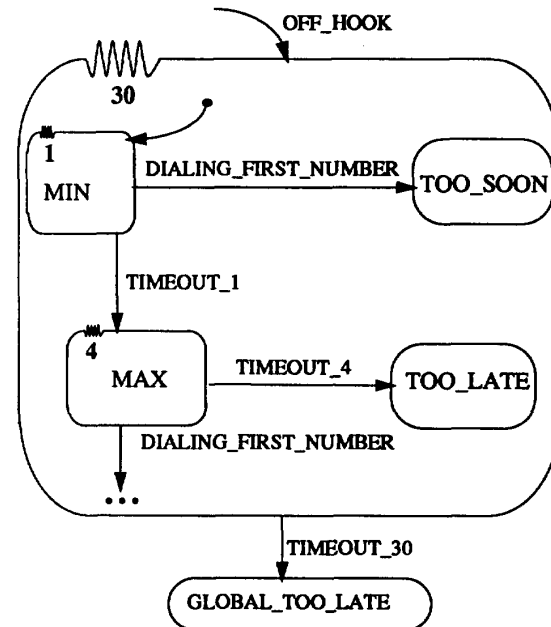 OFF_HOOK
30
1
MIN
DIALING_FIRST_NUMBER
TOO_SOON
TIMEOUT_1
4
MAX
TIMEOUT_4
TOO_LATE
DIALING_FIRST_NUMBER
...
TIMEOUT_30
GLOBAL_TOO_LATE